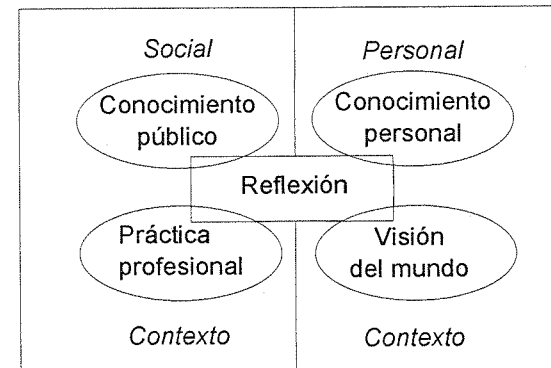 Social
Personal
Conocimiento
público
Conocimiento
personal
Reflexión
Práctica
profesional
Visión
del mundo
Contexto
Contexto